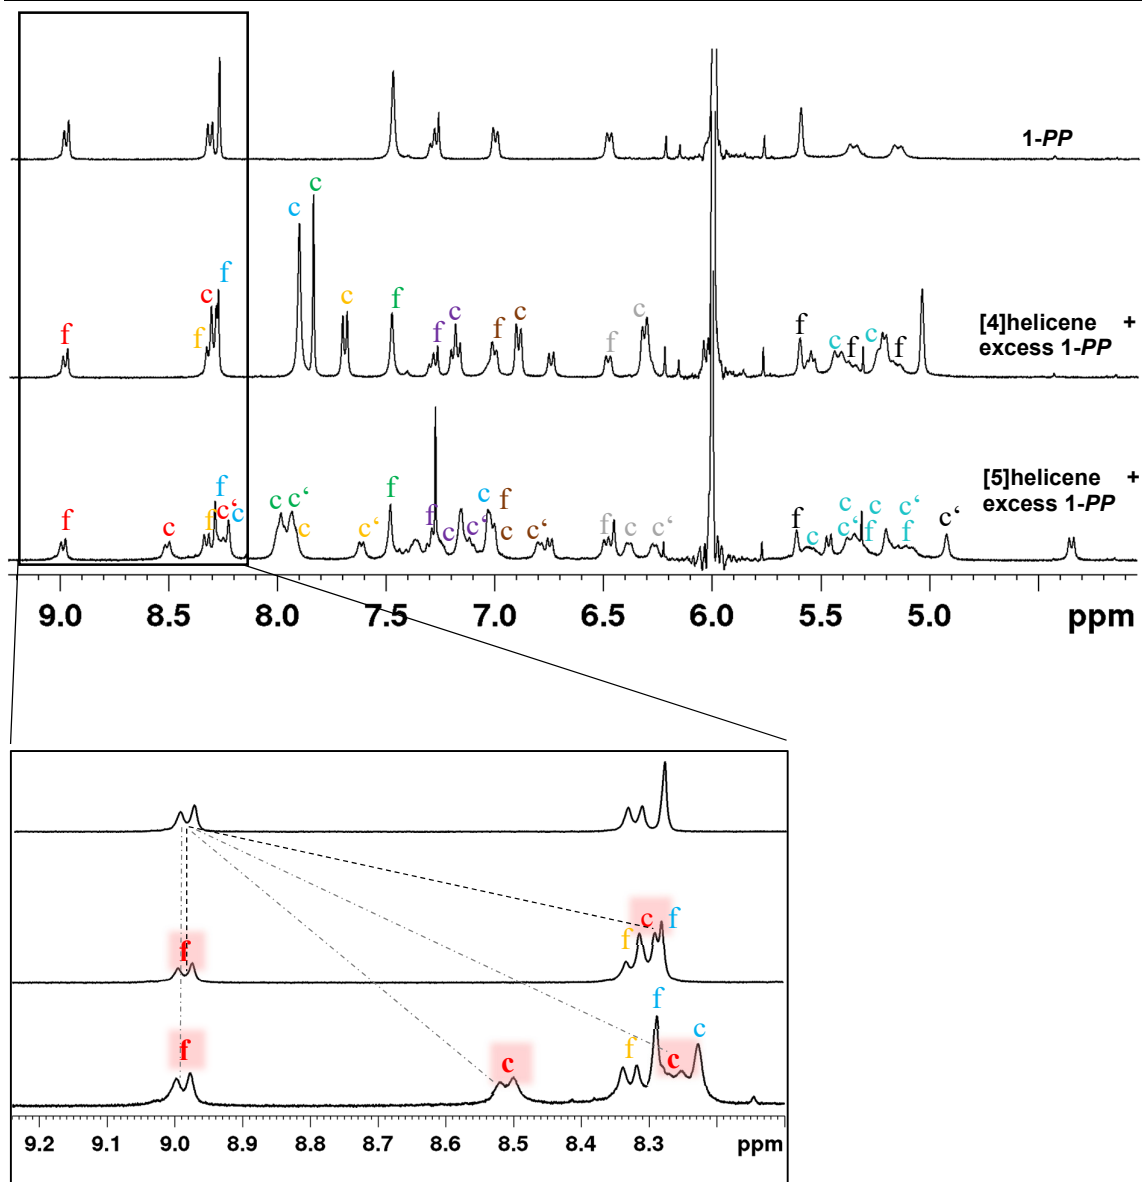 1-PP
c
c
f
c
f
f
c
f
f
c
f
c
f
c
f
c
f
c
f
[4]helicene +
excess 1-PP
f
c
f
f
c'
c
c
c'
c
c'
f
f
c
c'
c
f
c
c'
f
c
c'
f
c
c
c'
c
f
c'
f
c'
[5]helicene +
excess 1-PP
9.0 8.5 8.0 7.5 7.0 6.5 6.0 5.5 5.0 ppm
f
f
c
f
f
c
f
f
c
c
9.2 9.1 9.0 8.9 8.8 8.7 8.6 8.5 8.4 8.3 ppm